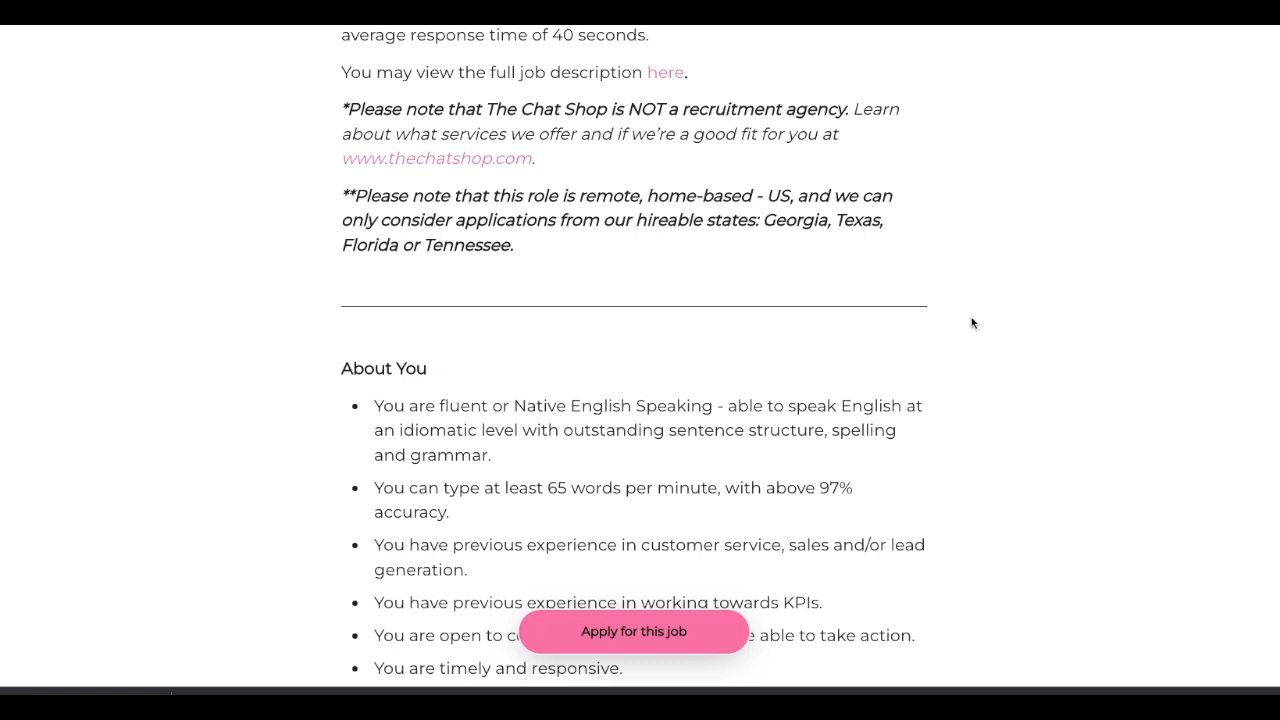 average response time of 40 seconds.
You may view the full job description here.
*Please note that The Chat Shop is NOT a recruitment agency. Learn
about what services we offer and if we're a good fit for you at
www.thechatshop.com.
**Please note that this role is remote, home-based - US, and we can
only consider applications from our hireable states: Georgia, Texas,
Florida or Tennessee.
About You
• You are fluent or Native English Speaking - able to speak English at
an idiomatic level with outstanding sentence structure, spelling
and grammar.
• You can type at least 65 words per minute, with above 97%
accuracy.
• You have previous experience in customer service, sales and/or lead
generation.
• You have previous experience in working towards KPIs.
• You are open to able to take action.
Apply for this job
• You are timely and responsive.